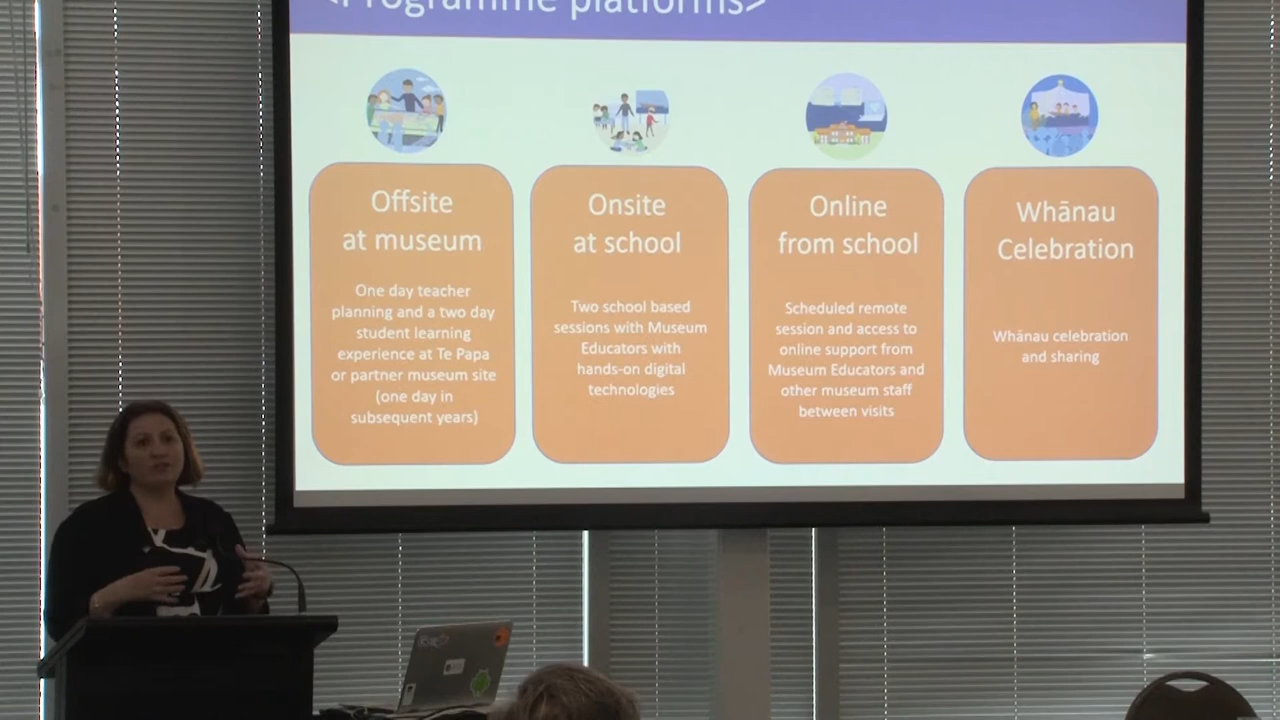 <Programme platforms>
Offsite
at museum
One day teacher
planning and a two day
student learning
experience at Te Papa
or partner museum site
(one day in
subsequent years)
Onsite
at school
Two school based
sessions with Museum
Educators with
hands-on digital
technologies
Online
from school
Scheduled remote
session and access to
online support from
Museum Educators and
other museum staff
between visits
Whānau
Celebration
Whānau celebration
and sharing